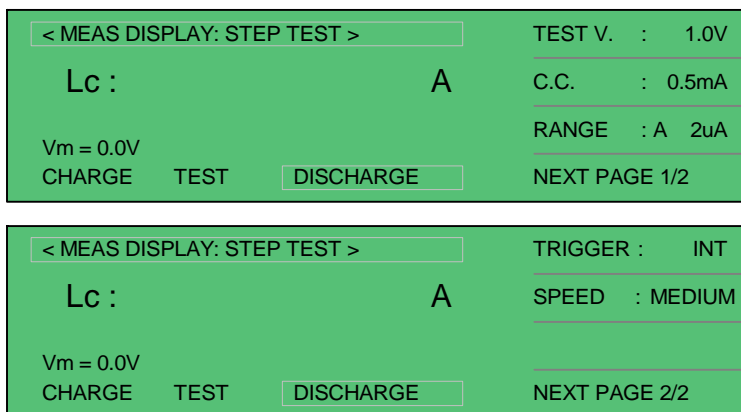 < MEAS DISPLAY: STEP TEST >
TEST V. : 1.0V
Lc : A
C.C. : 0.5mA
RANGE : A 2uA
Vm = 0.0V
CHARGE TEST DISCHARGE
NEXT PAGE 1/2
< MEAS DISPLAY: STEP TEST >
TRIGGER : INT
Lc : A
SPEED : MEDIUM
Vm = 0.0V
CHARGE TEST DISCHARGE
NEXT PAGE 2/2